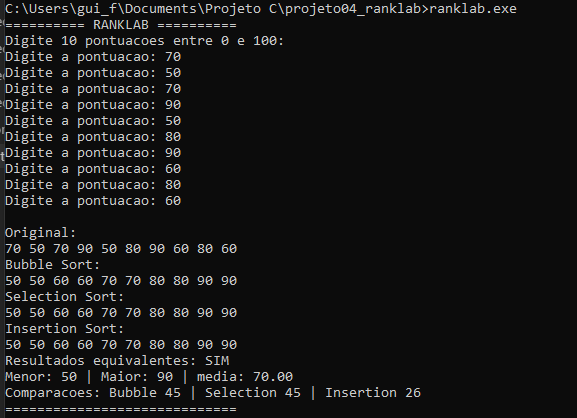 C:\Users\gui_f\Documents\Projeto C\projeto04_ranklab>ranklab.exe
========== RANKLAB ==========
Digite 10 pontuacoes entre 0 e 100:
Digite a pontuacao: 70
Digite a pontuacao: 50
Digite a pontuacao: 70
Digite a pontuacao: 90
Digite a pontuacao: 50
Digite a pontuacao: 80
Digite a pontuacao: 90
Digite a pontuacao: 60
Digite a pontuacao: 80
Digite a pontuacao: 60

Original:
70 50 70 90 50 80 90 60 80 60
Bubble Sort:
50 50 60 60 70 70 80 80 90 90
Selection Sort:
50 50 60 60 70 70 80 80 90 90
Insertion Sort:
50 50 60 60 70 70 80 80 90 90
Resultados equivalentes: SIM
Menor: 50 | Maior: 90 | media: 70.00
Comparacoes: Bubble 45 | Selection 45 | Insertion 26
=============================